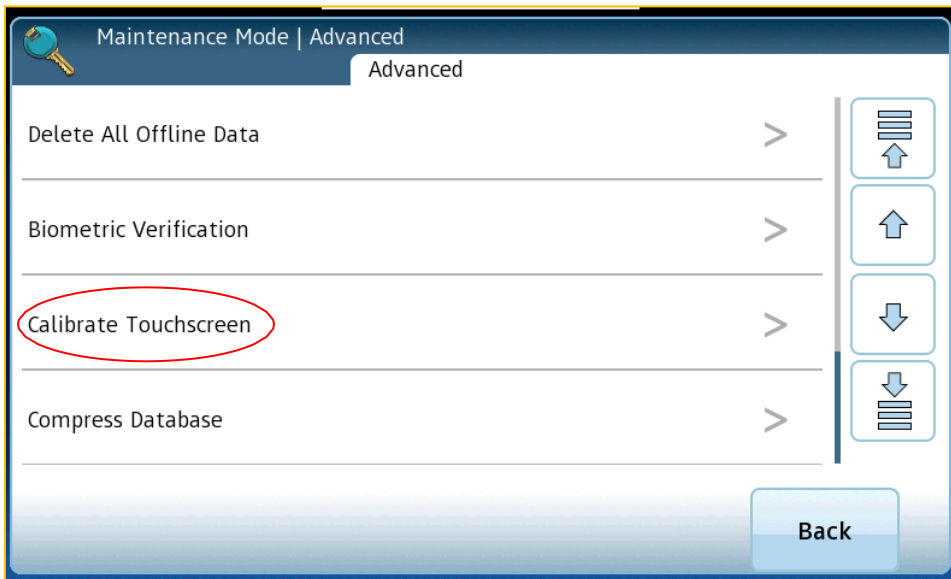 Maintenance Mode | Advanced
Advanced
Delete All Offline Data
Biometric Verification
Calibrate Touchscreen
Compress Database
Back